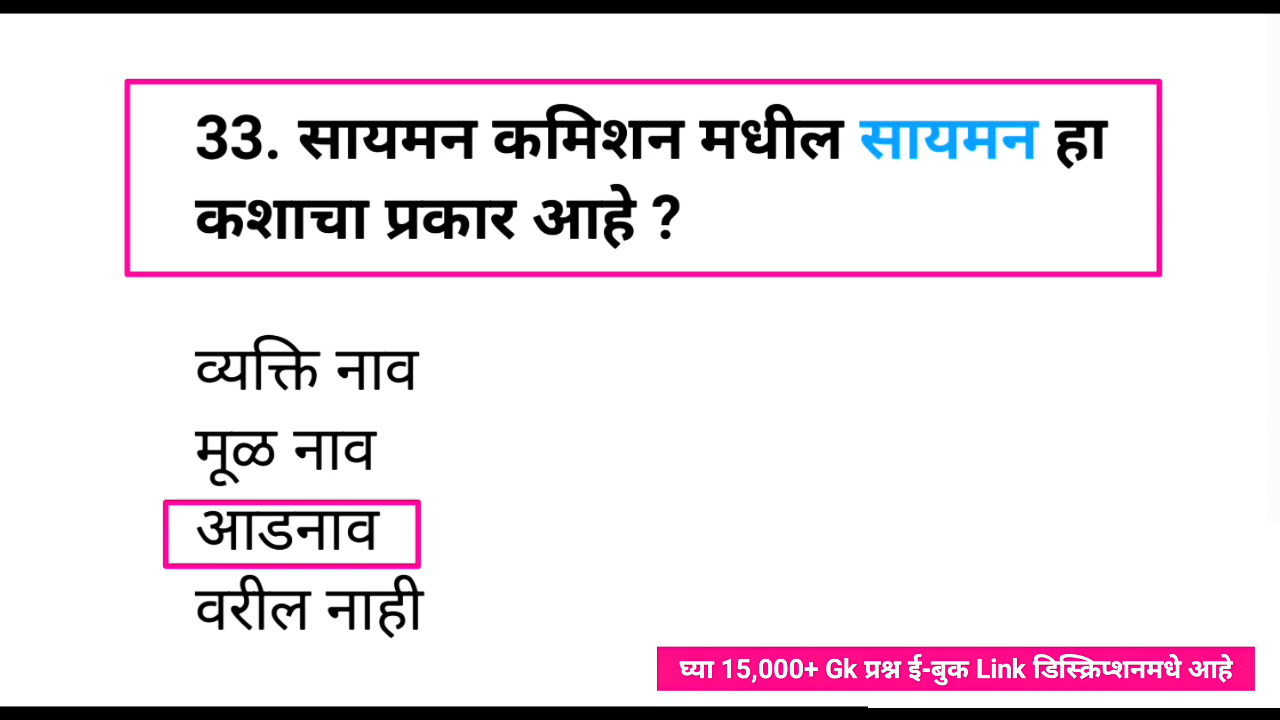 33. सायमन कमिशन मधील सायमन हा
कशाचा प्रकार आहे ?
व्यक्ति नाव
मूळ नाव
आडनाव
वरील नाही
घ्या 15,000+ Gk प्रश्न ई-बुक Link डिस्क्रिप्शनमधे आहे